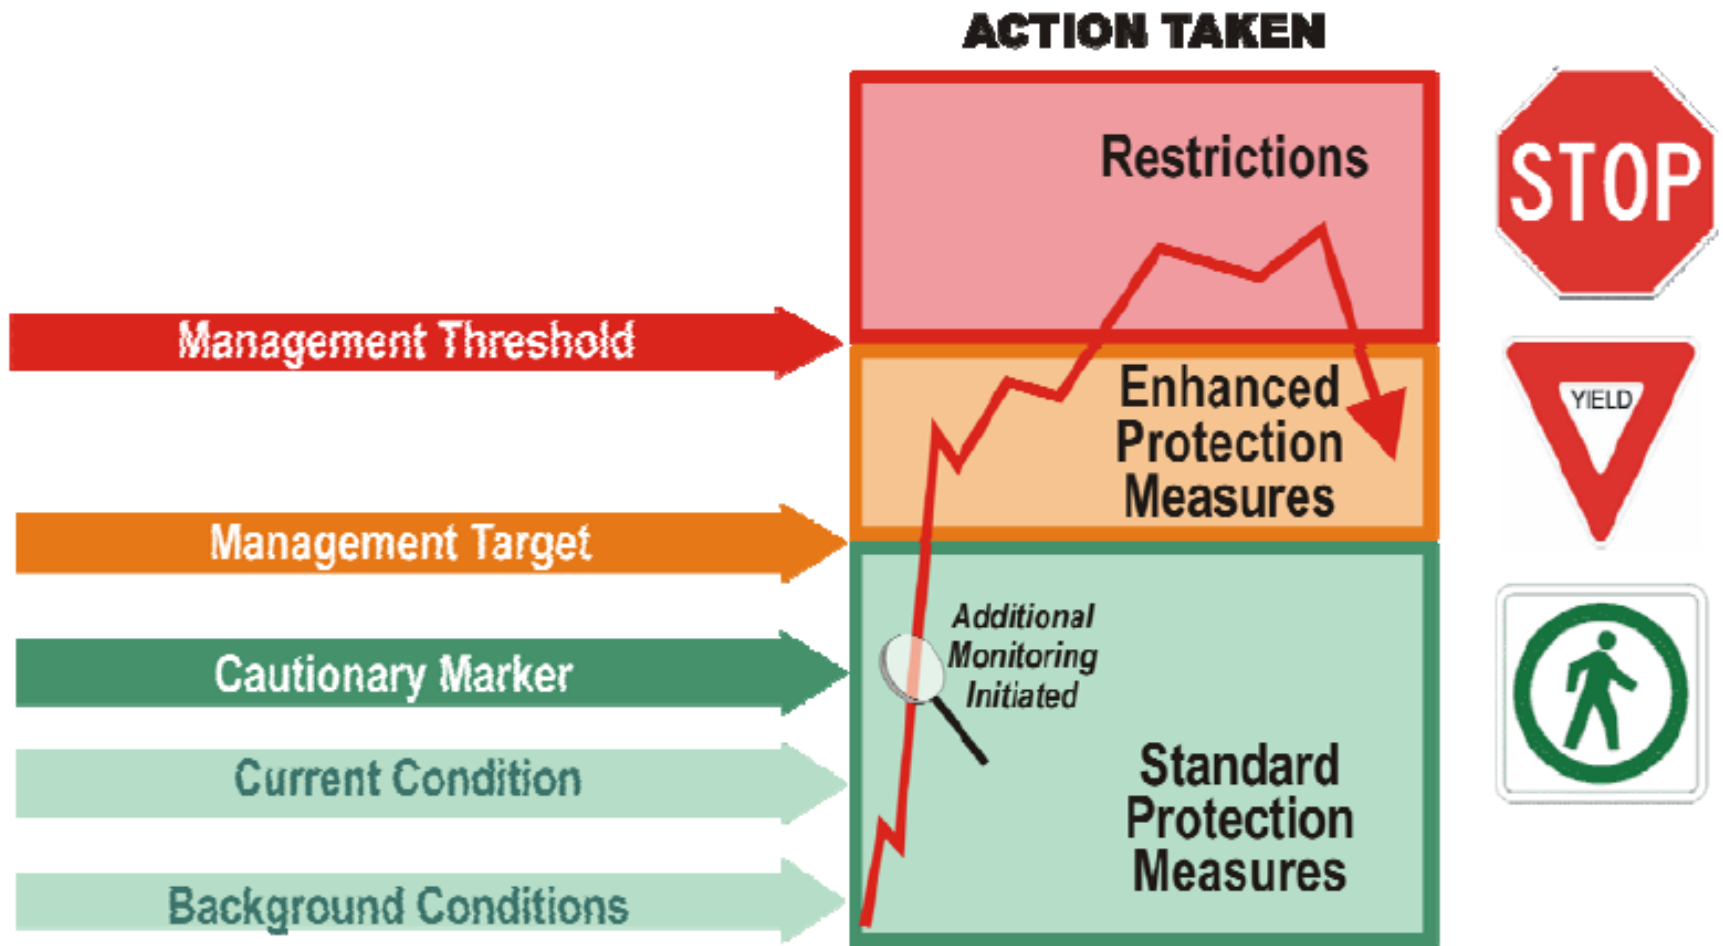 ACTION TAKEN
Restrictions
STOP
Management Threshold
Enhanced
Protection
Measures
YIELD
Management Target
Additional
Monitoring
Initiated
Cautionary Marker
Current Condition
Standard
Protection
Measures
Background Conditions